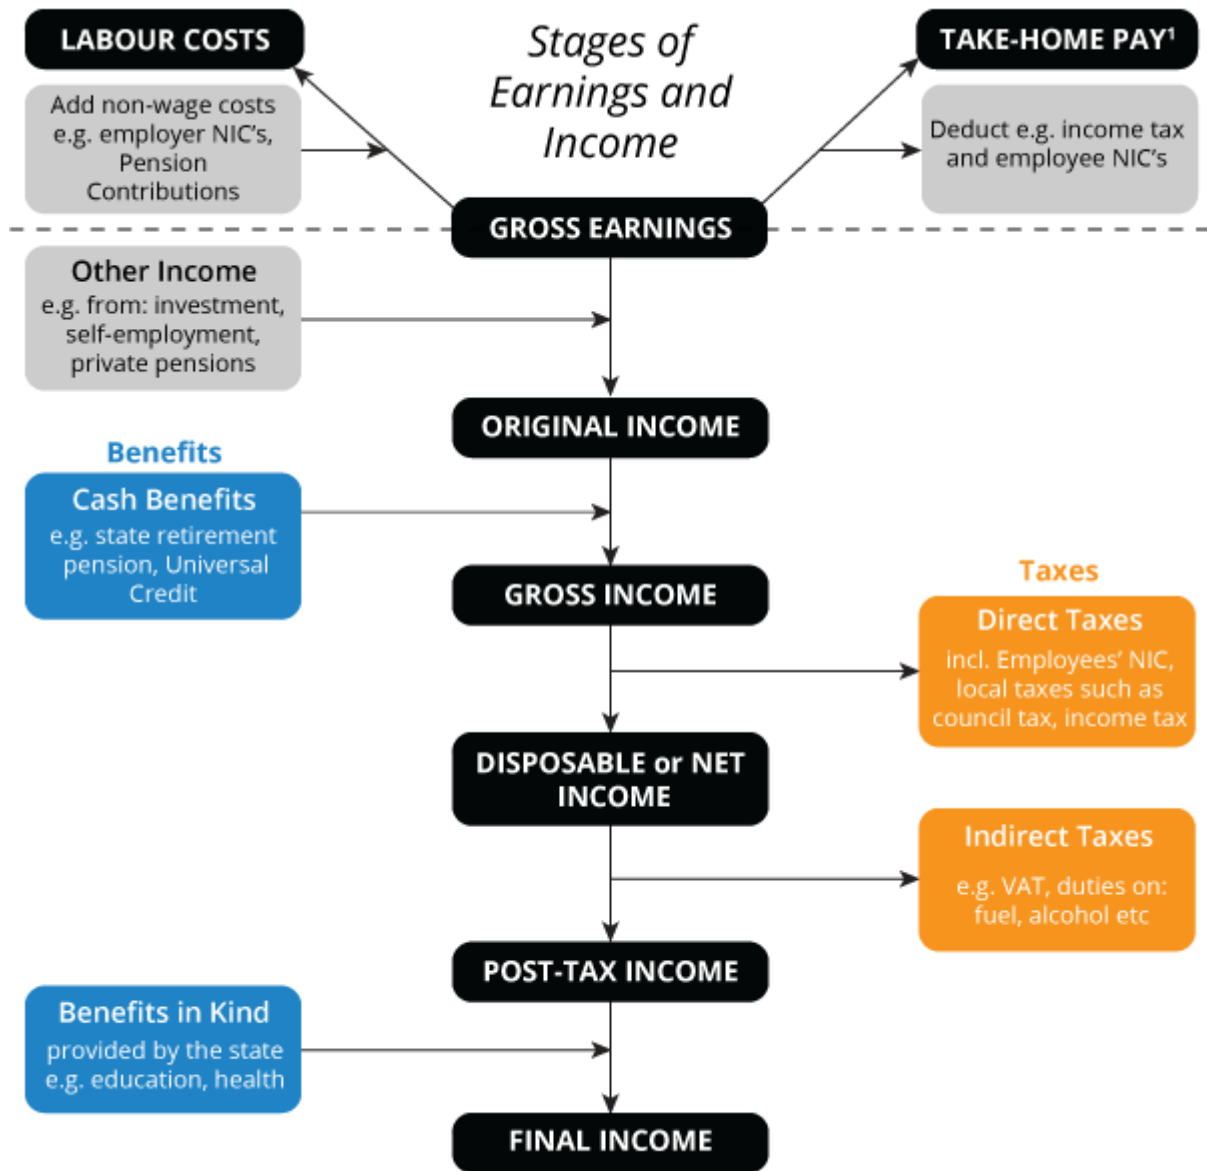 LABOUR COSTS
Stages of
Earnings and
Income
TAKE-HOME PAY¹
Add non-wage costs
e.g. employer NIC's,
Pension
Contributions
Deduct e.g. income tax
and employee NIC's
GROSS EARNINGS
Other Income
e.g. from: investment,
self-employment,
private pensions
ORIGINAL INCOME
Benefits
Cash Benefits
e.g. state retirement
pension, Universal
Credit
GROSS INCOME
Taxes
Direct Taxes
incl. Employees' NIC,
local taxes such as
council tax, income tax
DISPOSABLE or NET
INCOME
Indirect Taxes
e.g. VAT, duties on:
fuel, alcohol etc
POST-TAX INCOME
Benefits in Kind
provided by the state
e.g. education, health
FINAL INCOME